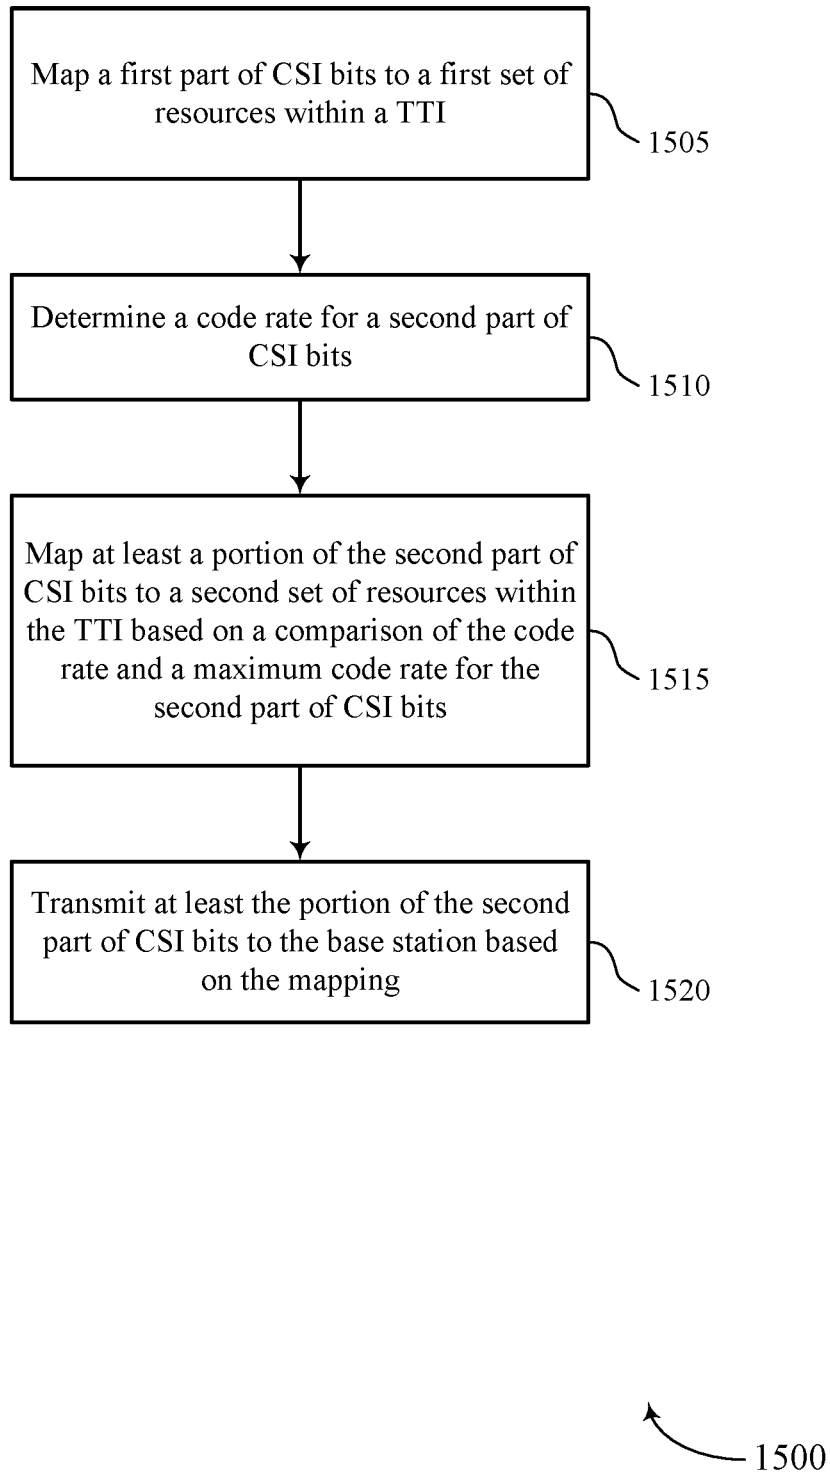 Map a first part of CSI bits to a first set of
resources within a TTI
1505
Determine a code rate for a second part of
CSI bits
1510
Map at least a portion of the second part of
CSI bits to a second set of resources within
the TTI based on a comparison of the code
rate and a maximum code rate for the
second part of CSI bits
1515
Transmit at least the portion of the second
part of CSI bits to the base station based
on the mapping
1520
1500